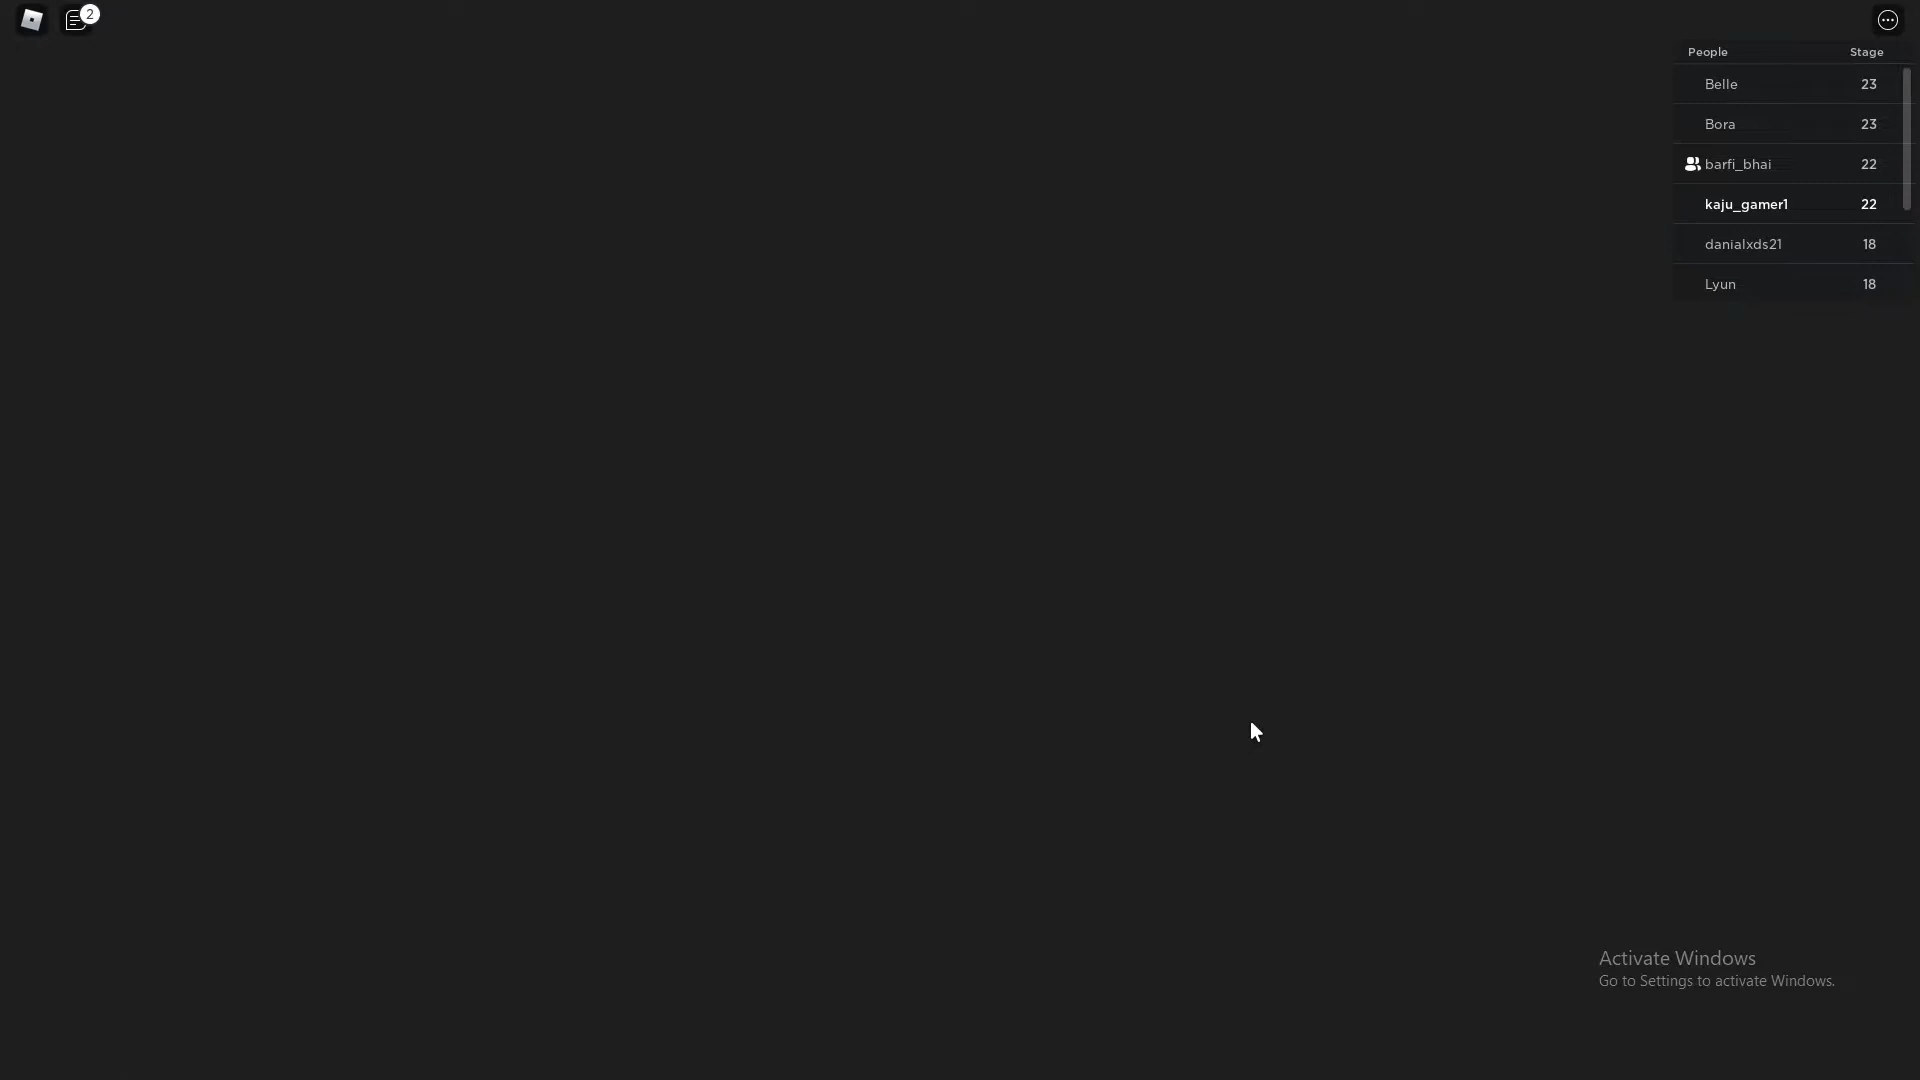 2
People Stage
Belle 23
Bora 23
barfi_bhai 22
kaju_gamer1 22
danialxds21 18
Lyun 18
Activate Windows
Go to Settings to activate Windows.